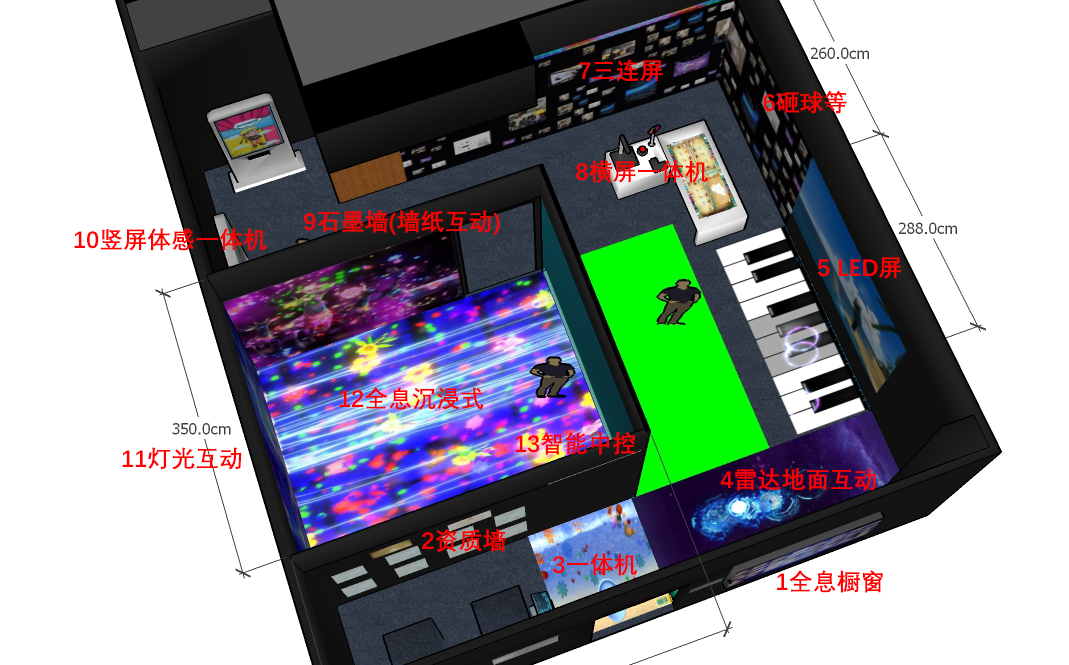 260.0cm
7三连屏
6砸球等
8横屏一体机
9石墨墙(墙纸互动)
288.0cm
10竖屏体感一体机
5 LED屏
12全息沉浸式
350.0cm
13智能中控
11灯光互动
4雷达地面互动
2资质墙
3一体机
1全息橱窗